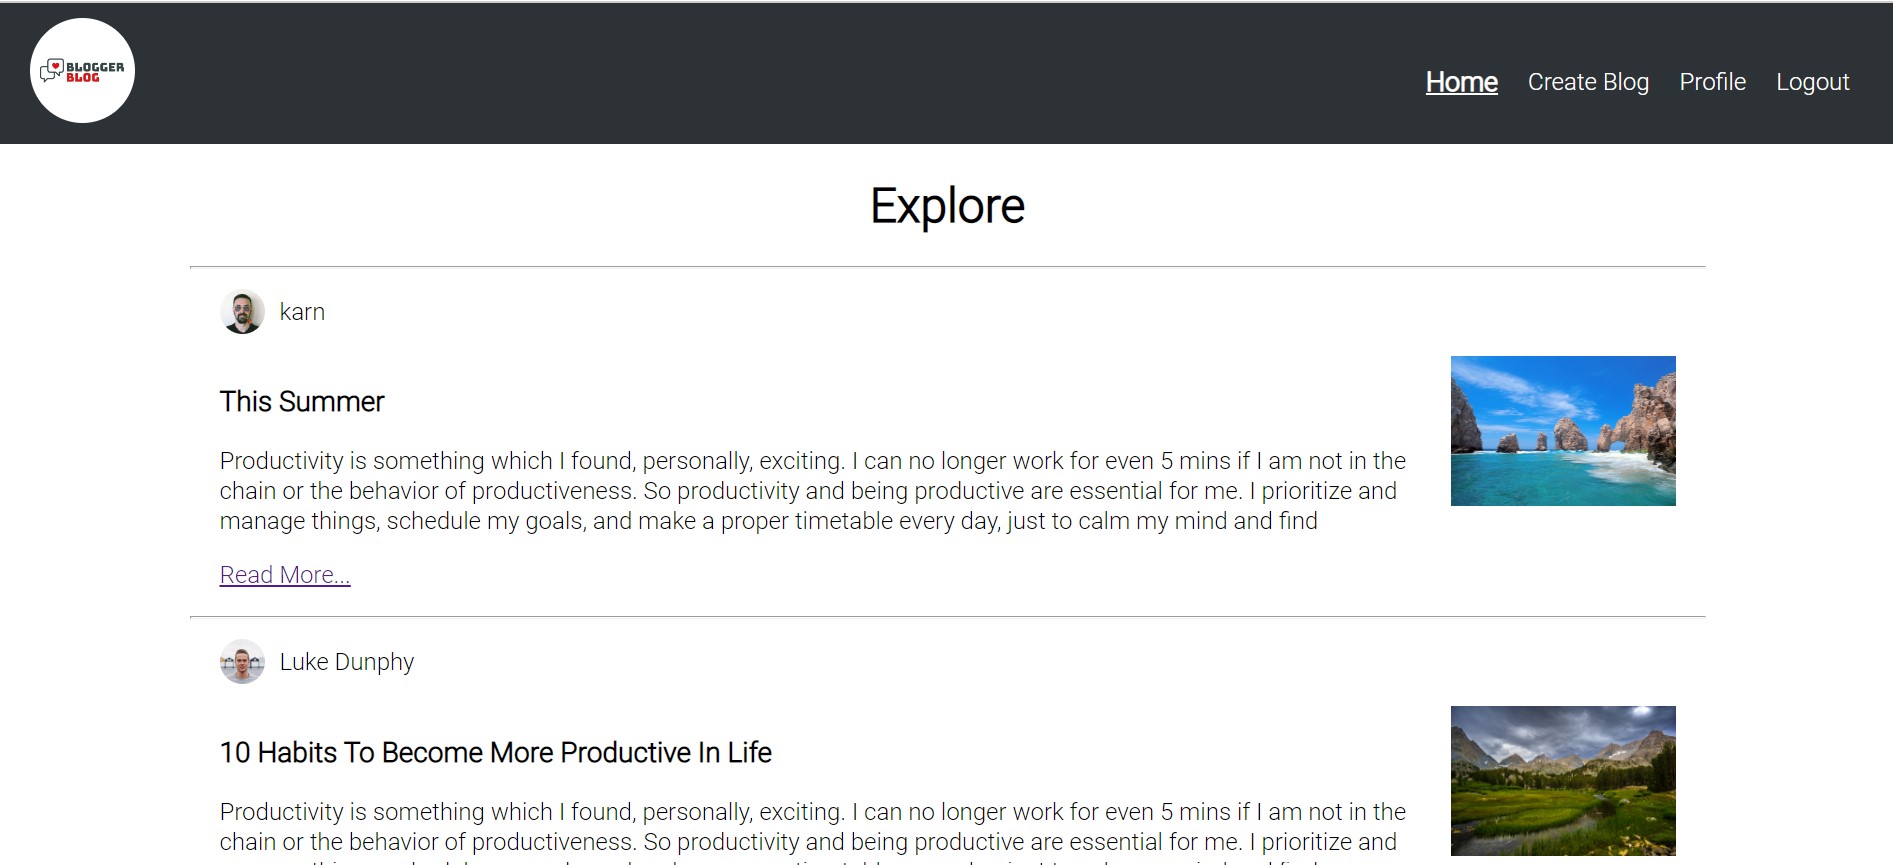 BLOGGER
BLOG
Home Create Blog Profile Logout
Explore
karn
This Summer
Productivity is something which I found, personally, exciting. I can no longer work for even 5 mins if I am not in the
chain or the behavior of productiveness. So productivity and being productive are essential for me. I prioritize and
manage things, schedule my goals, and make a proper timetable every day, just to calm my mind and find
Read More...
Luke Dunphy
10 Habits To Become More Productive In Life
Productivity is something which I found, personally, exciting. I can no longer work for even 5 mins if I am not in the
chain or the behavior of productiveness. So productivity and being productive are essential for me. I prioritize and